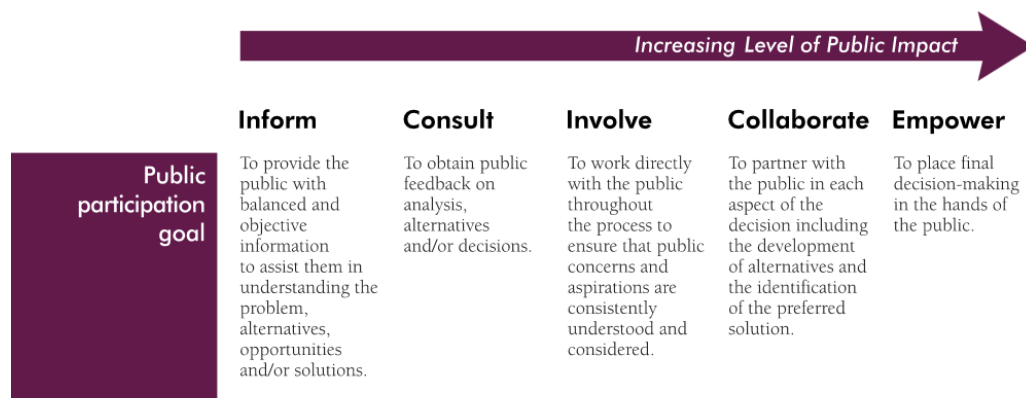 Increasing Level of Public Impact
Inform
Consult
Involve
Collaborate
Empower
Public
participation
goal
To provide the
public with
balanced and
objective
information
to assist them in
understanding the
problem,
alternatives,
opportunities
and/or solutions.
To obtain public
feedback on
analysis,
alternatives
and/or decisions.
To work directly
with the public
throughout
the process to
ensure that public
concerns and
aspirations are
consistently
understood and
considered.
To partner with
the public in each
aspect of the
decision including
the development
of alternatives and
the identification
of the preferred
solution.
To place final
decision-making
in the hands of
the public.